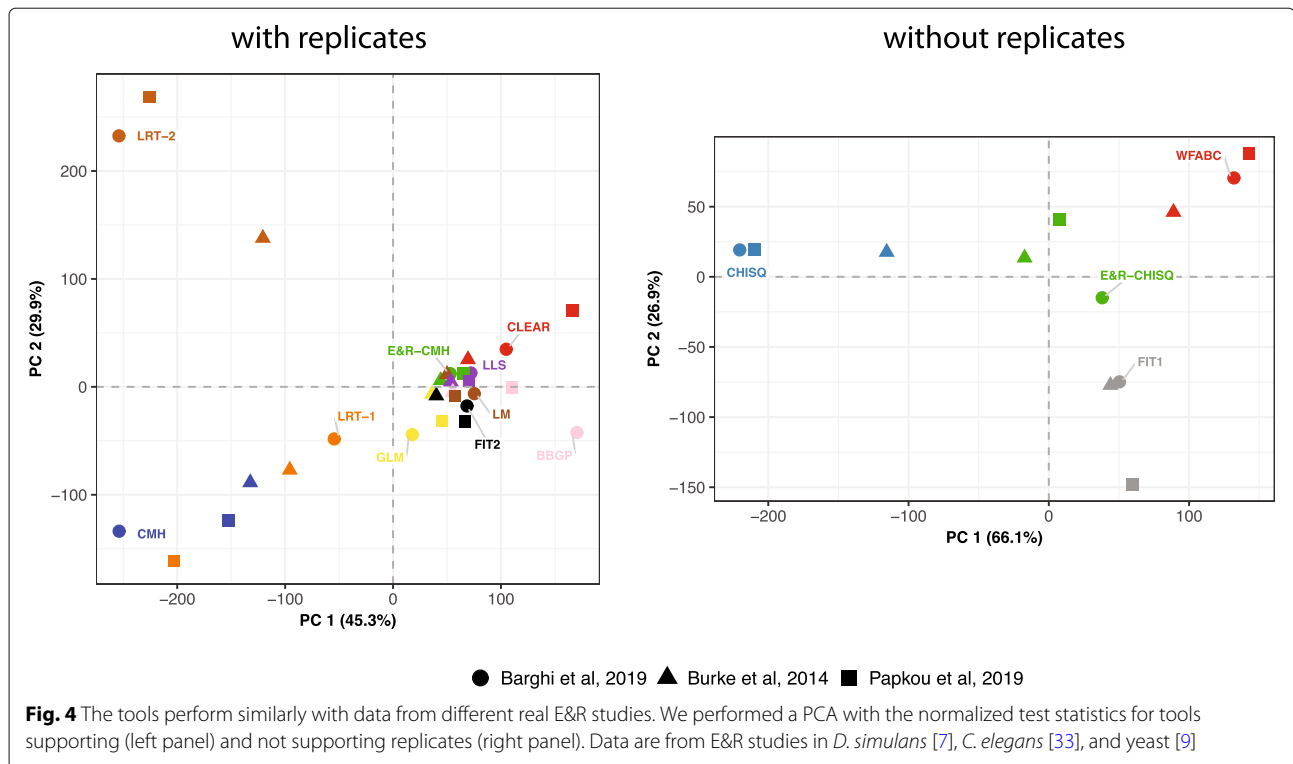 with replicates
without replicates
LRT−2
CLEAR
E&R−CMH
LLS
LRT−1
LM
GLM
FIT2
BBGP
CMH
200
100
0
−100
PC 2 (29.9%)
−200
−100
0
100
PC 1 (45.3%)
WFABC
CHISQ
E&R−CHISQ
FIT1
50
0
−50
−100
−150
PC 2 (26.9%)
−200
−100
0
100
PC 1 (66.1%)
Barghi et al, 2019 Burke et al, 2014 Papkou et al, 2019
Fig. 4 The tools perform similarly with data from different real E&R studies. We performed a PCA with the normalized test statistics for tools
supporting (left panel) and not supporting replicates (right panel). Data are from E&R studies in D. simulans [7], C. elegans [33], and yeast [9]